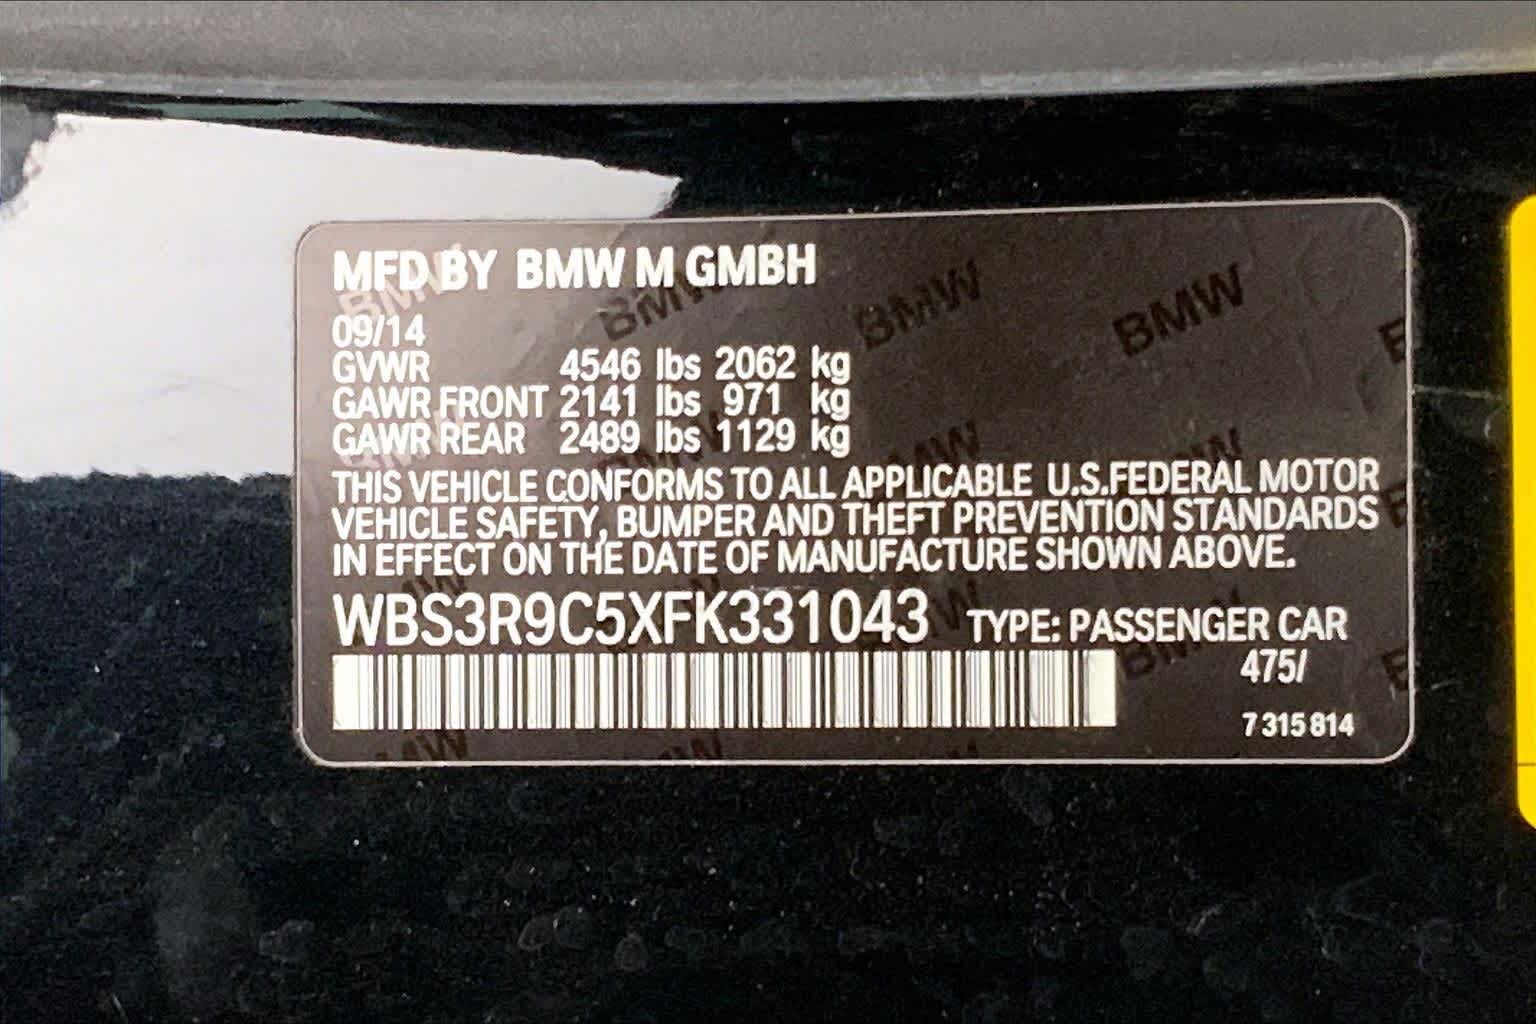 MFD BY BMW M GMBH
09/14
GVWR 4546 lbs 2062 kg
GAWR FRONT 2141 lbs 971 kg
GAWR REAR 2489 lbs 1129 kg
THIS VEHICLE CONFORMS TO ALL APPLICABLE U.S.FEDERAL MOTOR
VEHICLE SAFETY, BUMPER AND THEFT PREVENTION STANDARDS
IN EFFECT ON THE DATE OF MANUFACTURE SHOWN ABOVE.
WBS3R9C5XFK331043 TYPE: PASSENGER CAR
475/
7 315 814